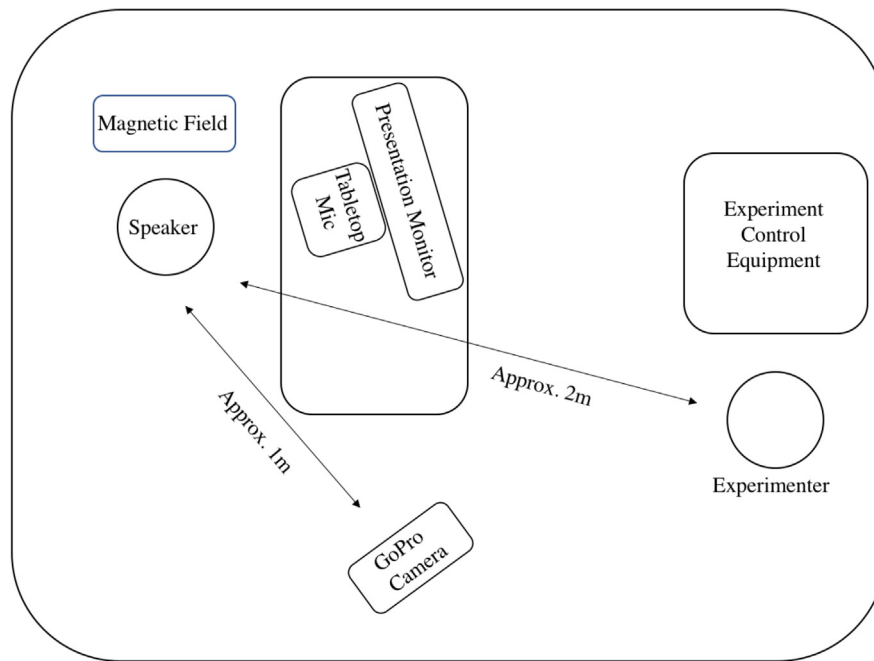 Magnetic Field
Speaker
Tabletop
Mic
Presentation Monitor
Experiment
Control
Equipment
Approx. 2m
Approx. 1m
Experimenter
GoPro
Camera